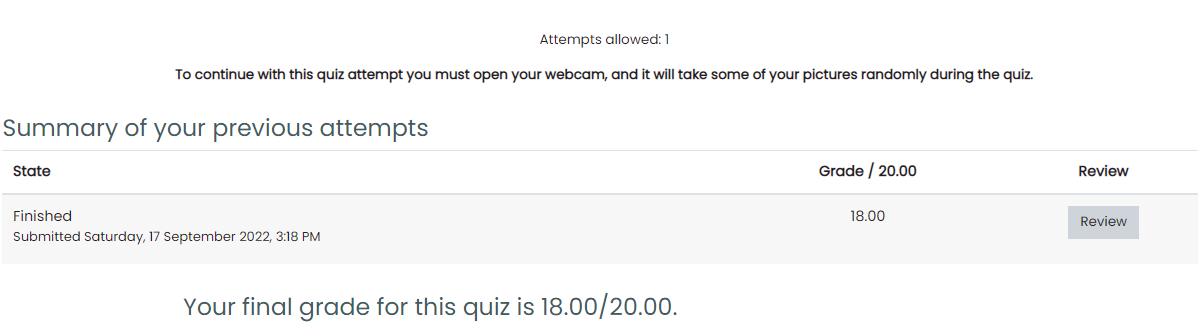 Attempts allowed: 1
To continue with this quiz attempt you must open your webcam, and it will take some of your pictures randomly during the quiz.
Summary of your previous attempts
State Grade / 20.00 Review
Finished 18.00 Review
Submitted Saturday, 17 September 2022, 3:18 PM
Your final grade for this quiz is 18.00/20.00.